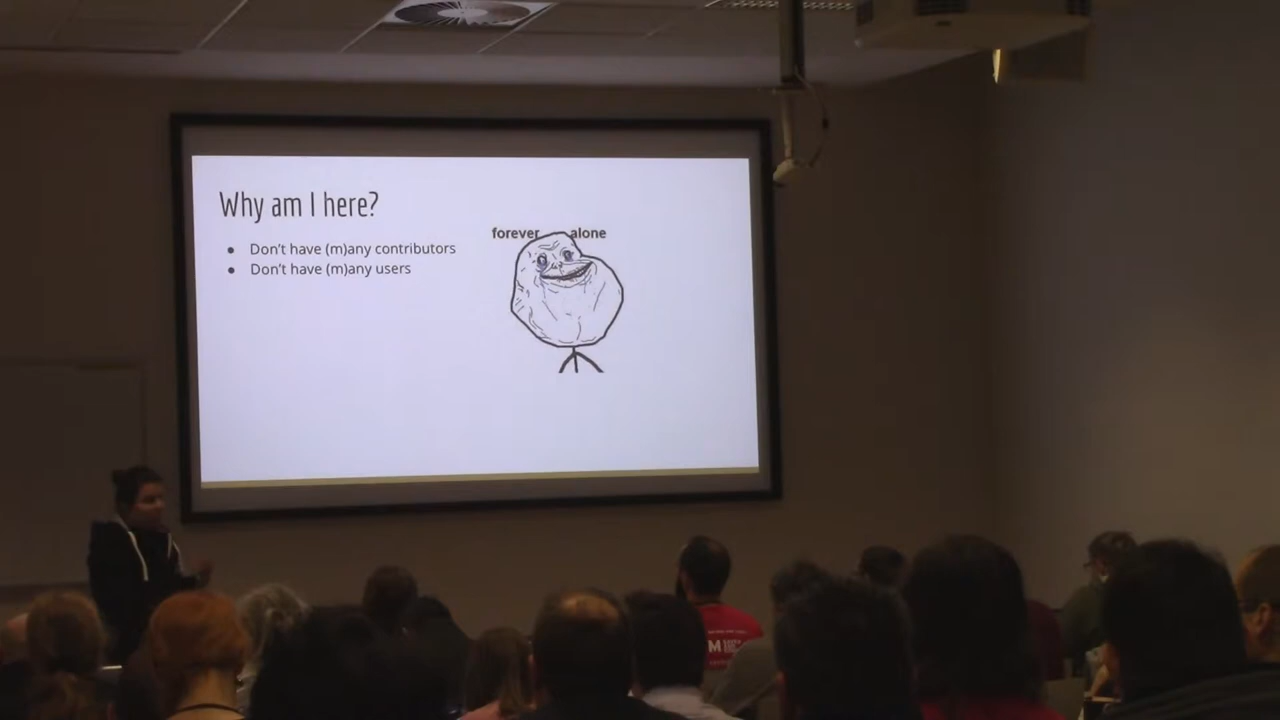 Why am I here?
● Don't have (m)any contributors
● Don't have (m)any users
forever alone
M